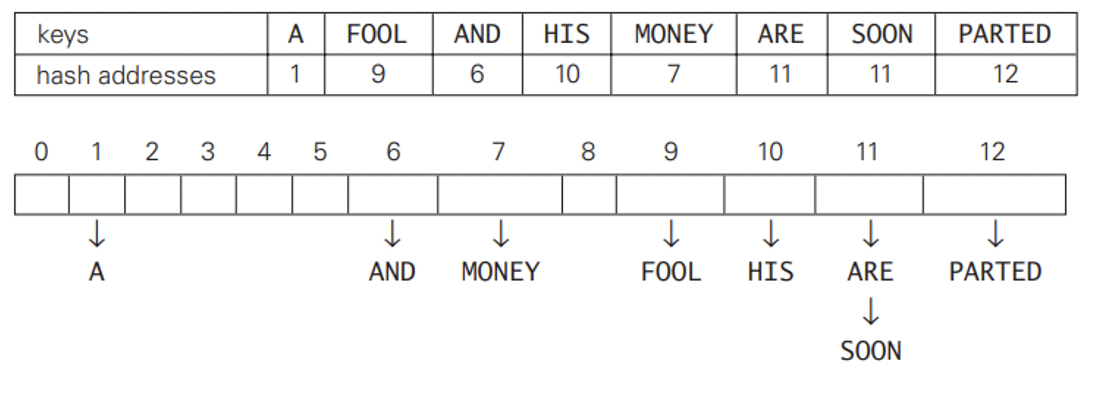 keys A FOOL AND HIS MONEY ARE SOON PARTED
hash addresses 1 9 6 10 7 11 11 12
0 1 2 3 4 5 6 7 8 9 10 11 12
A AND MONEY FOOL HIS ARE PARTED
SOON